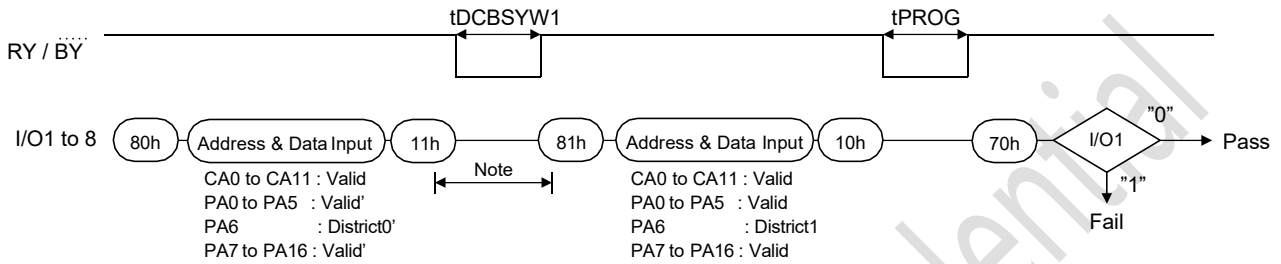 tDCBSYW1
tPROG
RY / BY
I/O1 to 8
80h
Address & Data Input
11h
81h
Address & Data Input
10h
70h
I/O1
"0"
Pass
"1"
Fail
Note
CA0 to CA11 : Valid
PA0 to PA5 : Valid'
PA6 : District0'
PA7 to PA16 : Valid'
CA0 to CA11 : Valid
PA0 to PA5 : Valid
PA6 : District1
PA7 to PA16 : Valid